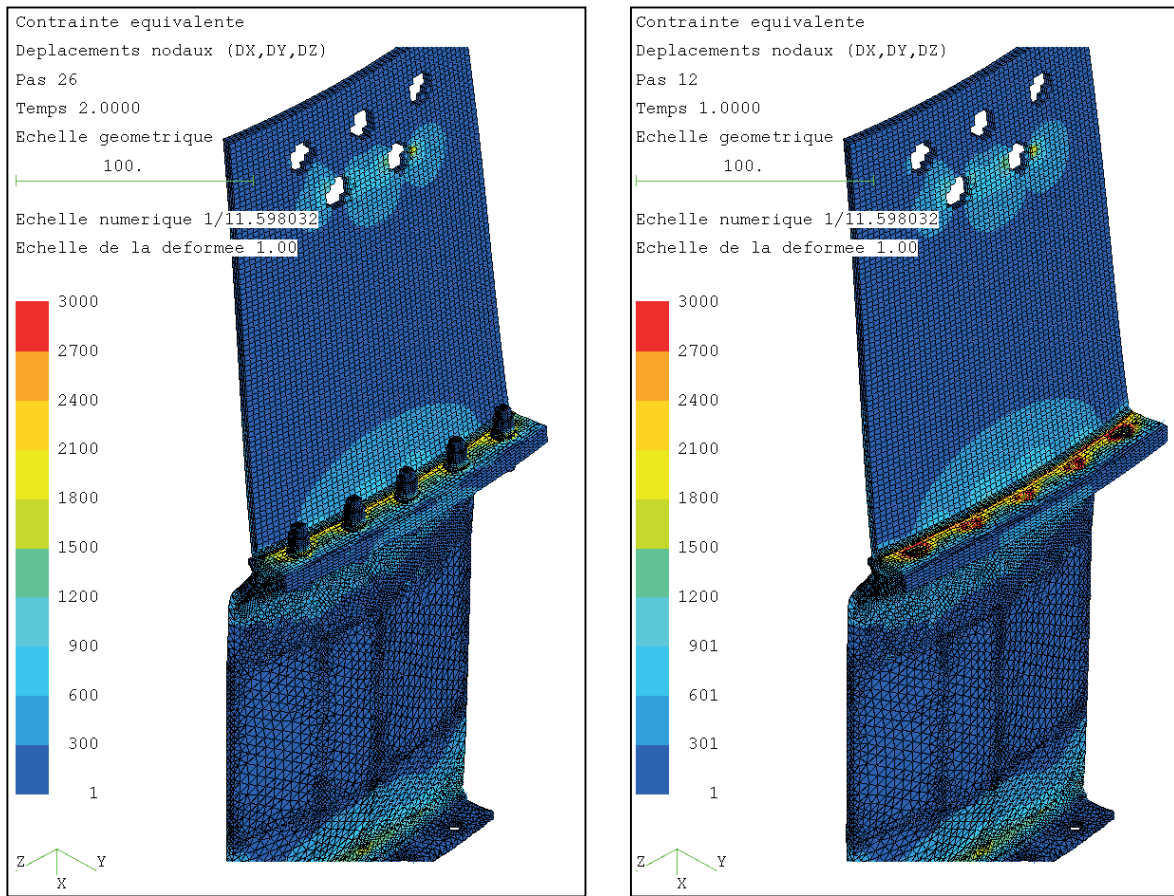 Contrainte equivalente
Deplacements nodaux (DX,DY,DZ)
Pas 26
Temps 2.0000
Echelle geometrique
100.
Echelle numerique 1/11.598032
Echelle de la deformee 1.00
3000
2700
2400
2100
1800
1500
1200
900
600
300
1
Z
Y
X
Contrainte equivalente
Deplacements nodaux (DX,DY,DZ)
Pas 12
Temps 1.0000
Echelle geometrique
100.
Echelle numerique 1/11.598032
Echelle de la deformee 1.00
3000
2700
2400
2100
1800
1500
1200
901
601
301
1
Z
Y
X